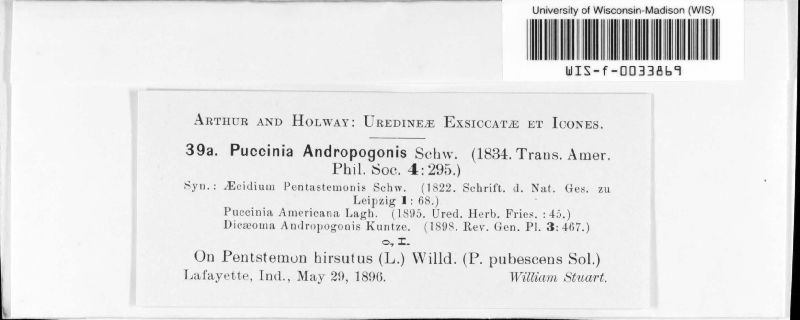 University of Wisconsin-Madison (WIS)
WIS-f-0033869
Arthur and Holway: Uredineæ Exsiccatæ et Icones.
39a. Puccinia Andropogonis Schw. (1834. Trans. Amer.
Phil. Soc. 4:295.)
Syn.: Æcidium Pentastemonis Schw. (1822. Schrift. d. Nat. Ges. zu
Leipzig 1: 68.)
Puccinia Americana Lagh. (1895. Ured. Herb. Fries. : 45.)
Dicæoma Andropogonis Kuntze. (1898. Rev. Gen. Pl. 3: 467.)
o, I.
On Pentstemon hirsutus (L.) Willd. (P. pubescens Sol.)
Lafayette, Ind., May 29, 1896. William Stuart.